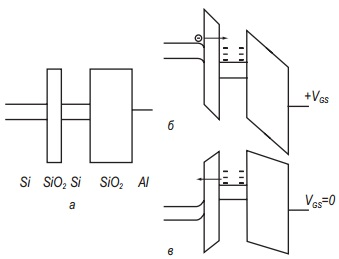 +V_GS
б
Si SiO₂ Si SiO₂ Al
V_GS=0
а
в